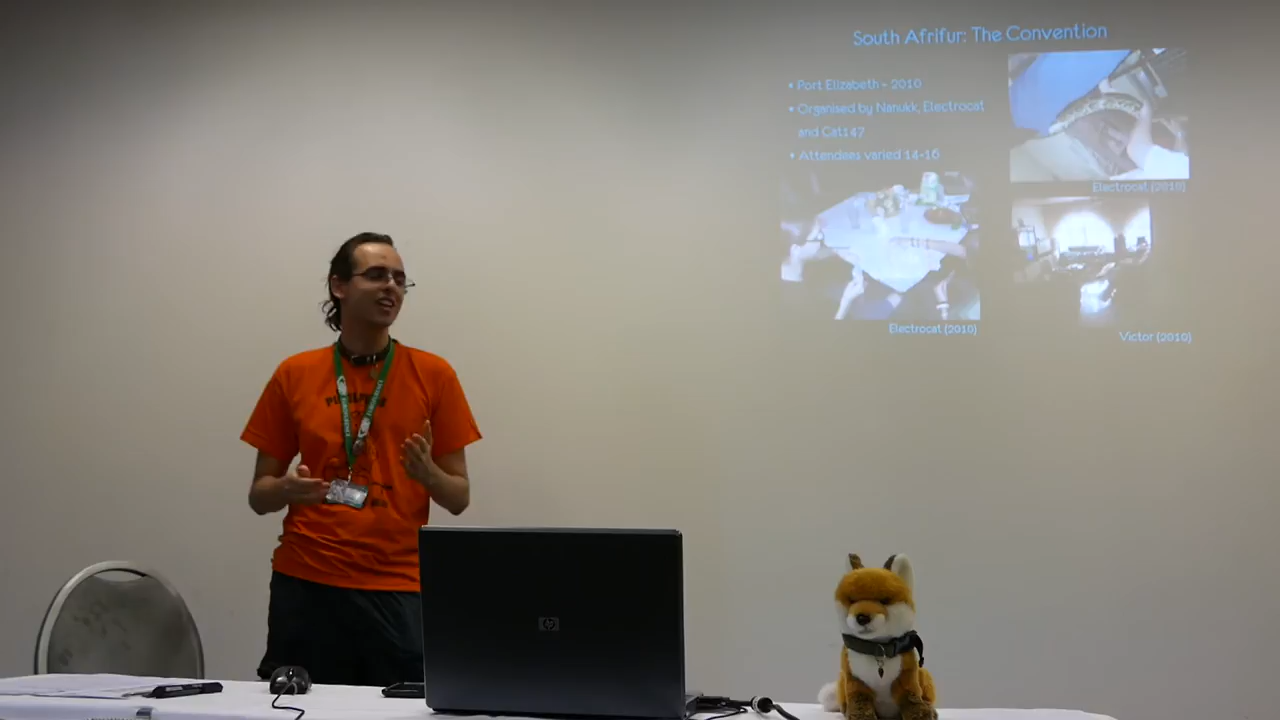 South Afrifur: The Convention
• Port Elizabeth - 2010
• Organised by Nanukk, Electrocat
and Cat147
• Attendees varied 14-16
Electrocat (2010)
Electrocat (2010)
Victor (2010)
hp